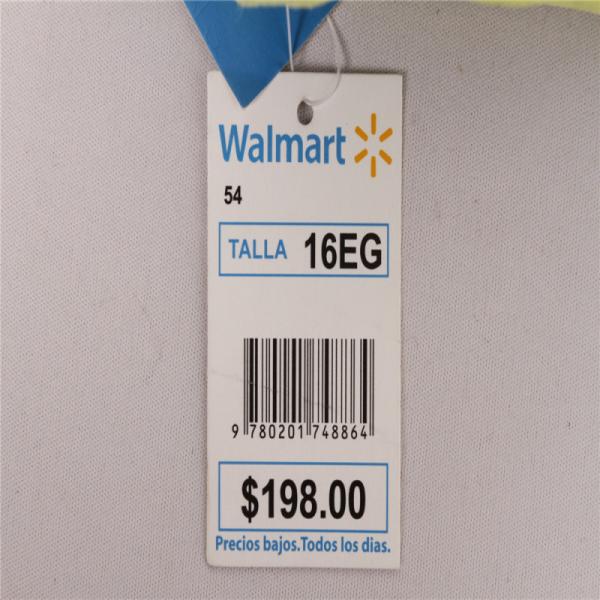 Walmart
54
TALLA 16EG
9 780201 748864
$198.00
Precios bajos.Todos los dias.